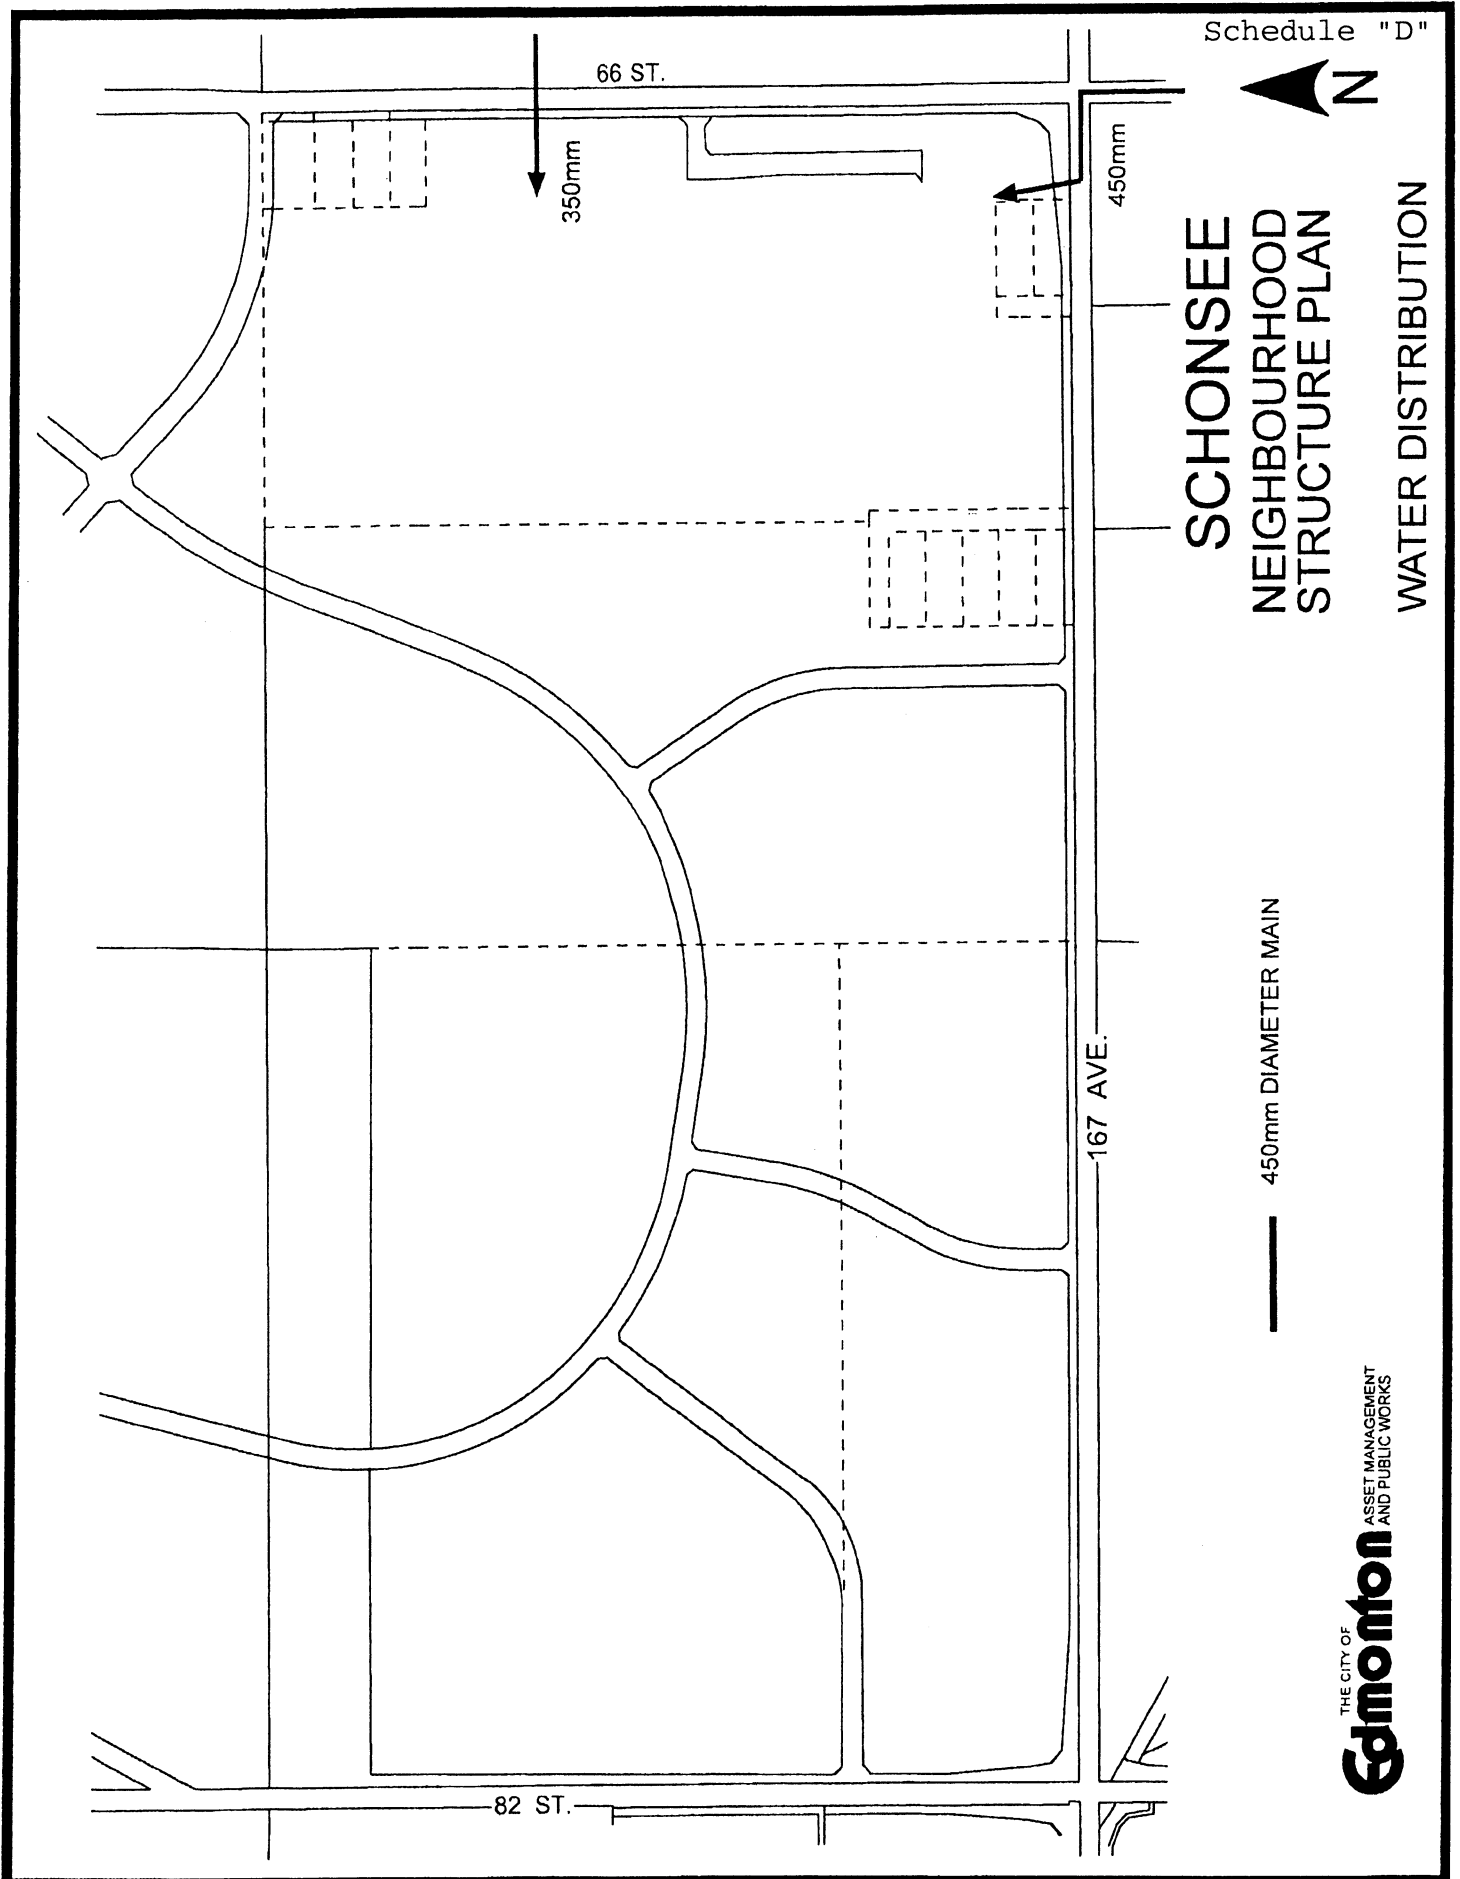 Schedule "D"
66 ST.
N
350mm
450mm
SCHONSEE
NEIGHBOURHOOD
STRUCTURE PLAN
WATER DISTRIBUTION
450mm DIAMETER MAIN
167 AVE.
82 ST.
THE CITY OF
Edmonton
ASSET MANAGEMENT
AND PUBLIC WORKS